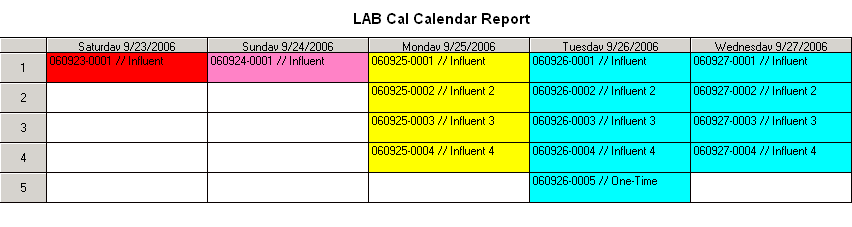 LAB Cal Calendar Report
Saturday 9/23/2006 Sunday 9/24/2006 Monday 9/25/2006 Tuesday 9/26/2006 Wednesday 9/27/2006
1 060923-0001 // Influent 060924-0001 // Influent 060925-0001 // Influent 060926-0001 // Influent 060927-0001 // Influent
2 060925-0002 // Influent 2 060926-0002 // Influent 2 060927-0002 // Influent 2
3 060925-0003 // Influent 3 060926-0003 // Influent 3 060927-0003 // Influent 3
4 060925-0004 // Influent 4 060926-0004 // Influent 4 060927-0004 // Influent 4
5 060926-0005 // One-Time